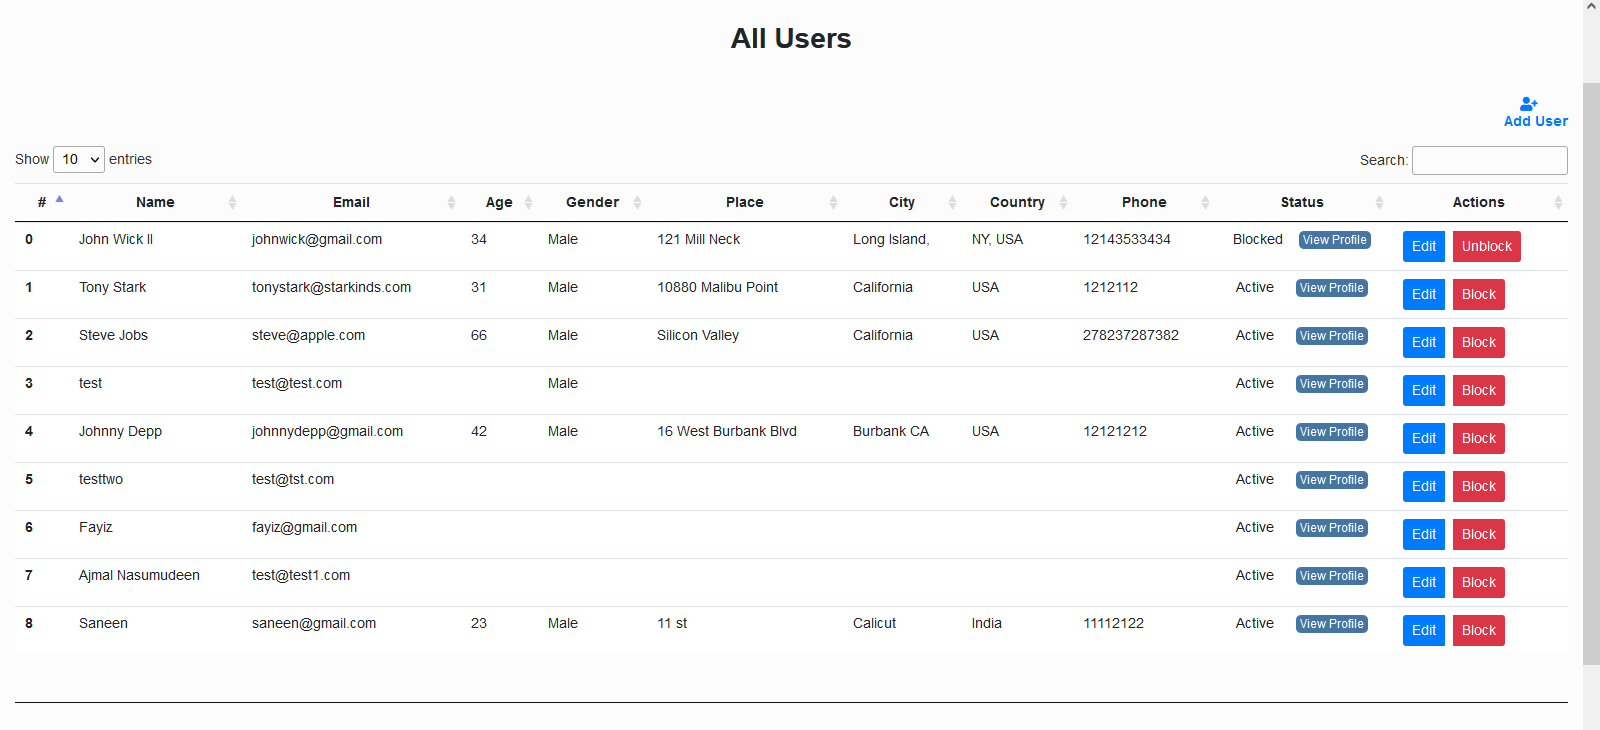 All Users
Add User
Show 10 entries Search:
# Name Email Age Gender Place City Country Phone Status Actions
0 John Wick II johnwick@gmail.com 34 Male 121 Mill Neck Long Island, NY, USA 12143533434 Blocked View Profile Edit Unblock
1 Tony Stark tonystark@starkinds.com 31 Male 10880 Malibu Point California USA 1212112 Active View Profile Edit Block
2 Steve Jobs steve@apple.com 66 Male Silicon Valley California USA 278237287382 Active View Profile Edit Block
3 test test@test.com Male Active View Profile Edit Block
4 Johnny Depp johnnydepp@gmail.com 42 Male 16 West Burbank Blvd Burbank CA USA 12121212 Active View Profile Edit Block
5 testtwo test@tst.com Active View Profile Edit Block
6 Fayiz fayiz@gmail.com Active View Profile Edit Block
7 Ajmal Nasumudeen test@test1.com Active View Profile Edit Block
8 Saneen saneen@gmail.com 23 Male 11 st Calicut India 11112122 Active View Profile Edit Block